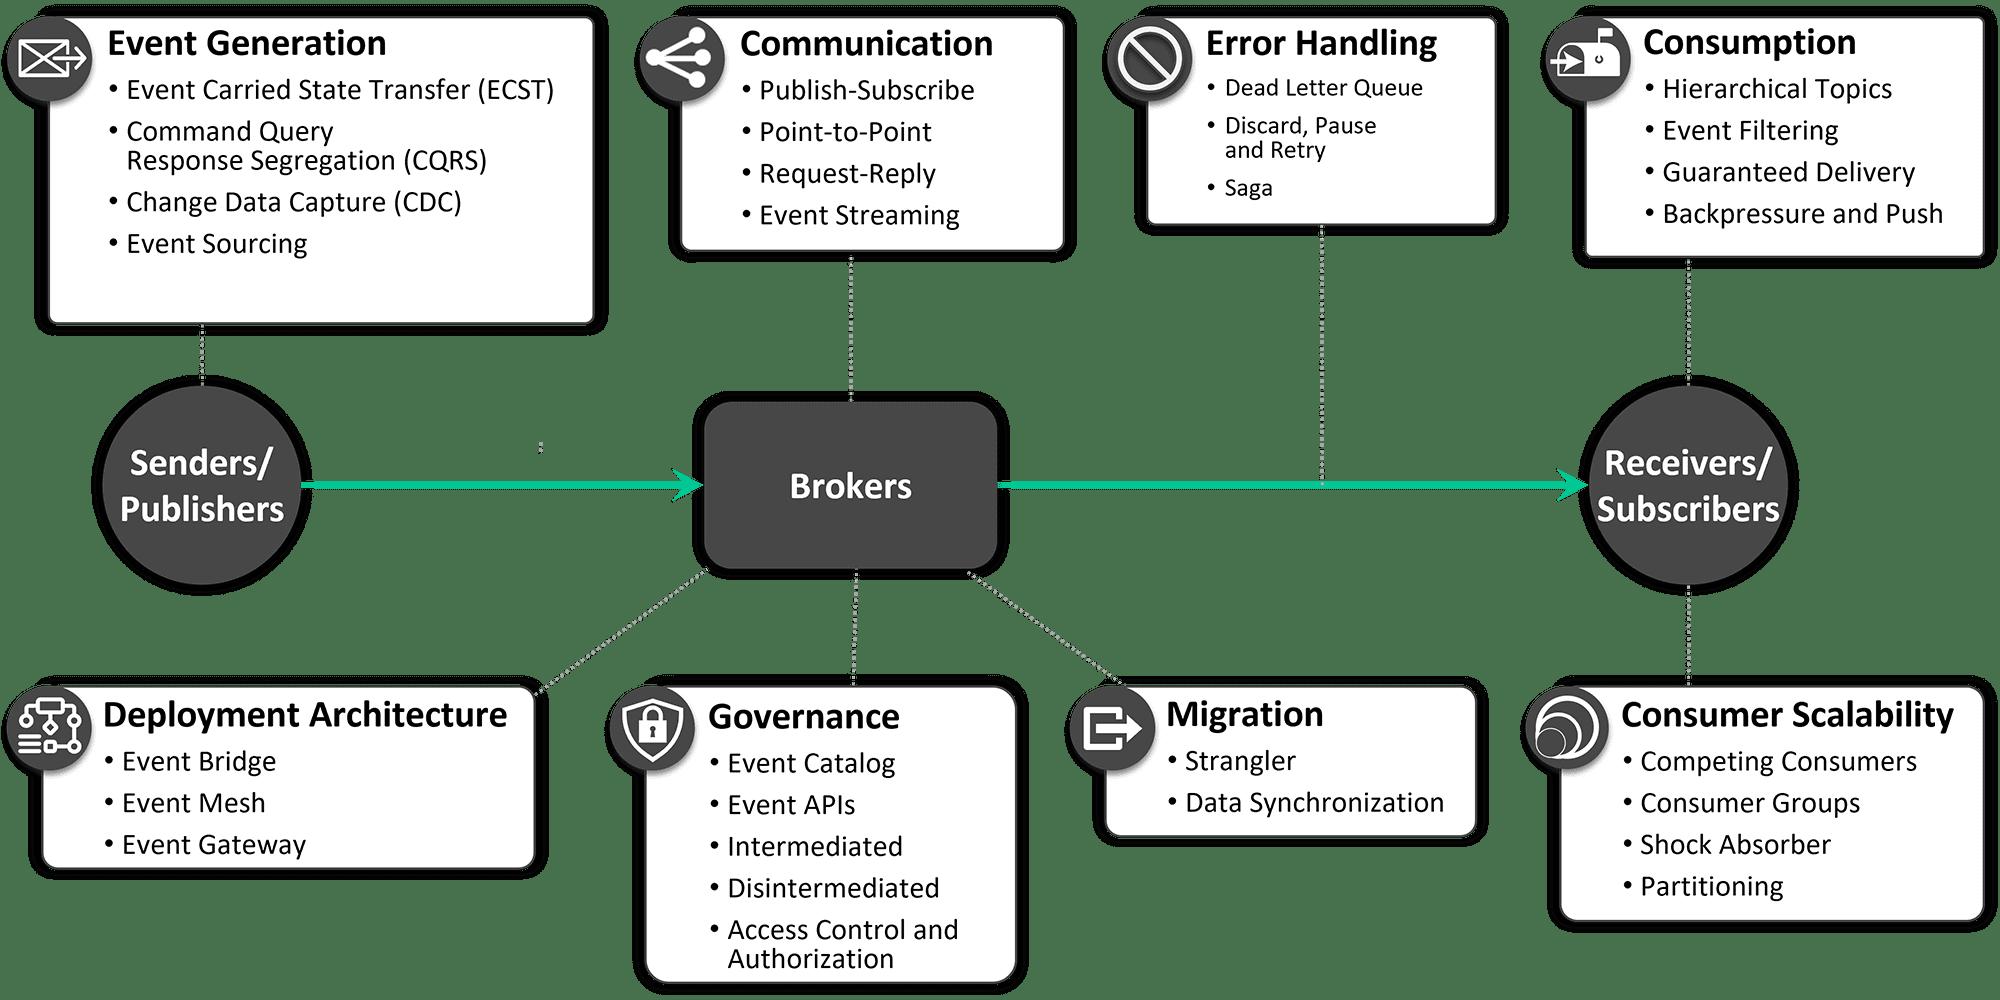 Event Generation
• Event Carried State Transfer (ECST)
• Command Query
Response Segregation (CQRS)
• Change Data Capture (CDC)
• Event Sourcing
Communication
• Publish-Subscribe
• Point-to-Point
• Request-Reply
• Event Streaming
Error Handling
• Dead Letter Queue
• Discard, Pause
and Retry
• Saga
Consumption
• Hierarchical Topics
• Event Filtering
• Guaranteed Delivery
• Backpressure and Push
Senders/
Publishers
Brokers
Receivers/
Subscribers
Deployment Architecture
• Event Bridge
• Event Mesh
• Event Gateway
Governance
• Event Catalog
• Event APIs
• Intermediated
• Disintermediated
• Access Control and
Authorization
Migration
• Strangler
• Data Synchronization
Consumer Scalability
• Competing Consumers
• Consumer Groups
• Shock Absorber
• Partitioning